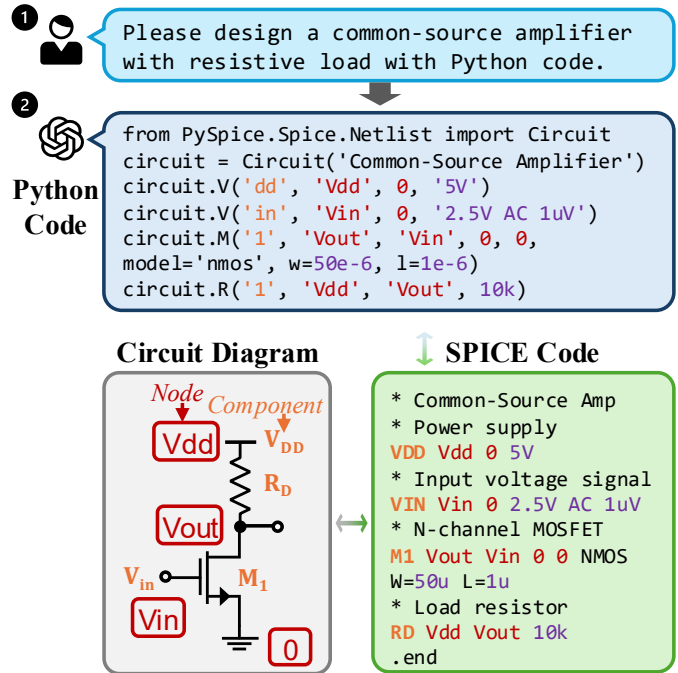 1
Please design a common-source amplifier
with resistive load with Python code.
2
Python
Code
from PySpice.Spice.Netlist import Circuit
circuit = Circuit('Common-Source Amplifier')
circuit.V('dd', 'Vdd', 0, '5V')
circuit.V('in', 'Vin', 0, '2.5V AC 1uV')
circuit.M('1', 'Vout', 'Vin', 0, 0,
model='nmos', w=50e-6, l=1e-6)
circuit.R('1', 'Vdd', 'Vout', 10k)
Circuit Diagram
Node
Component
Vdd
VDD
RD
Vout
Vin
M1
Vin
0
SPICE Code
* Common-Source Amp
* Power supply
VDD Vdd 0 5V
* Input voltage signal
VIN Vin 0 2.5V AC 1uV
* N-channel MOSFET
M1 Vout Vin 0 0 NMOS
W=50u L=1u
* Load resistor
RD Vdd Vout 10k
.end